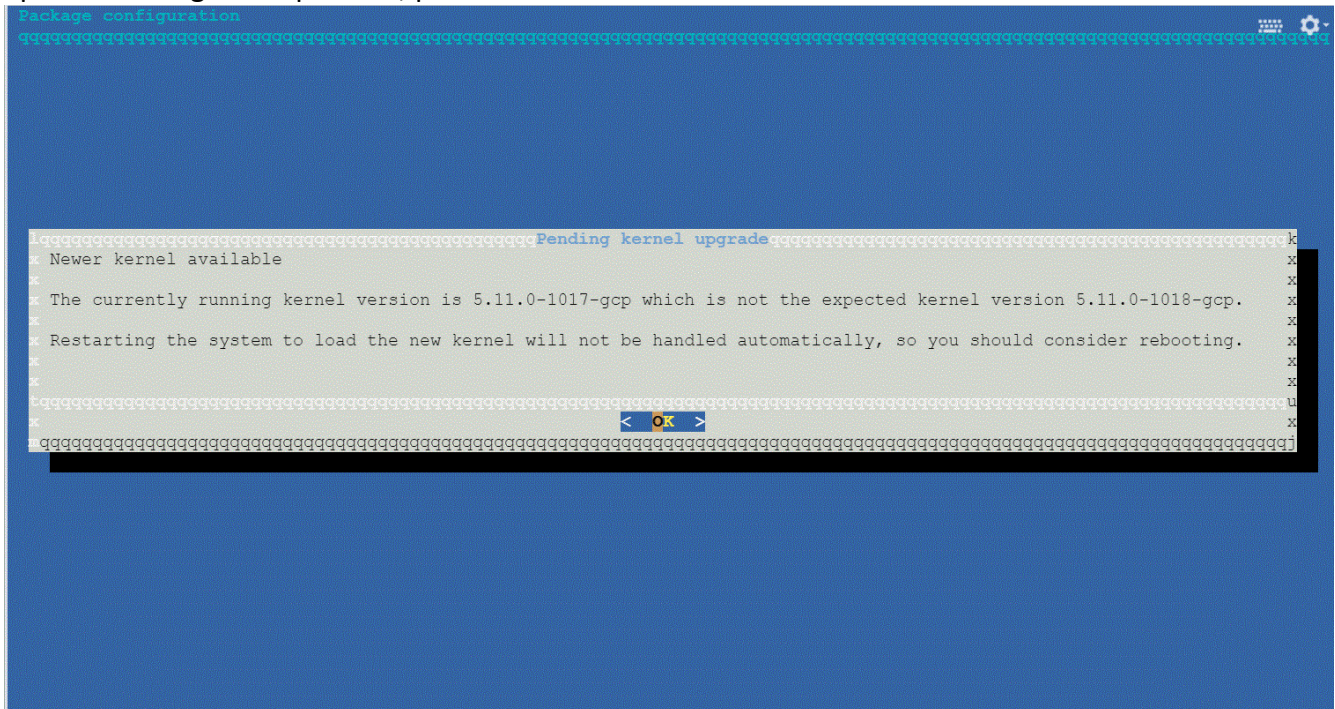 Package configuration
Pending kernel upgrade
Newer kernel available
The currently running kernel version is 5.11.0-1017-gcp which is not the expected kernel version 5.11.0-1018-gcp.
Restarting the system to load the new kernel will not be handled automatically, so you should consider rebooting.
< OK >